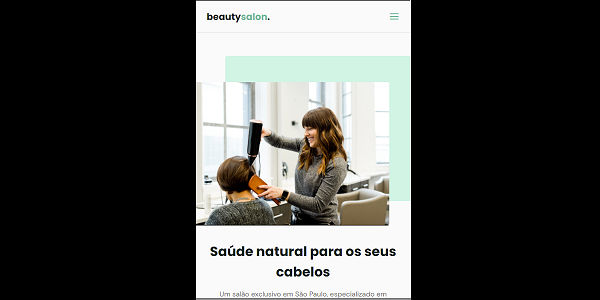 beautysalon.
Saúde natural para os seus
cabelos
Um salão exclusivo em São Paulo, especializado em